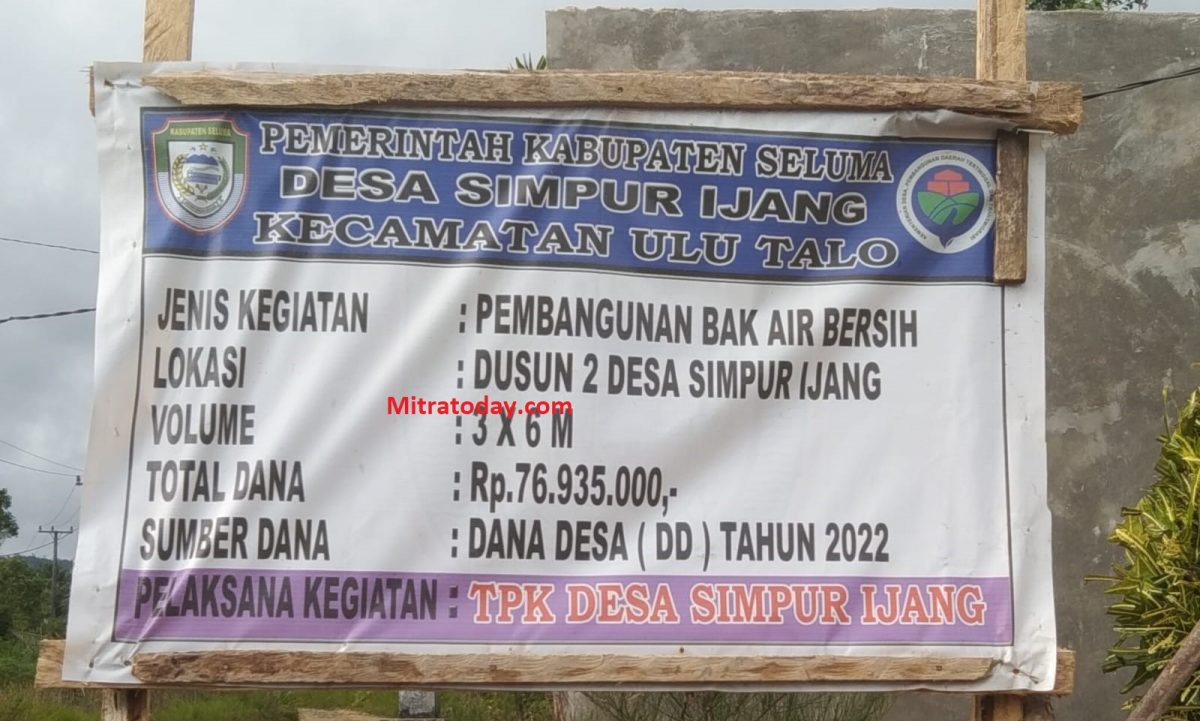 KABUPATEN SELUMA
PEMERINTAH KABUPATEN SELUMA
DESA SIMPUR IJANG
KECAMATAN ULU TALO
JENIS KEGIATAN : PEMBANGUNAN BAK AIR BERSIH
LOKASI : DUSUN 2 DESA SIMPUR IJANG
Mitratoday.com
VOLUME : 3 X 6 M
TOTAL DANA : Rp.76.935.000,-
SUMBER DANA : DANA DESA ( DD ) TAHUN 2022
PELAKSANA KEGIATAN : TPK DESA SIMPUR IJANG